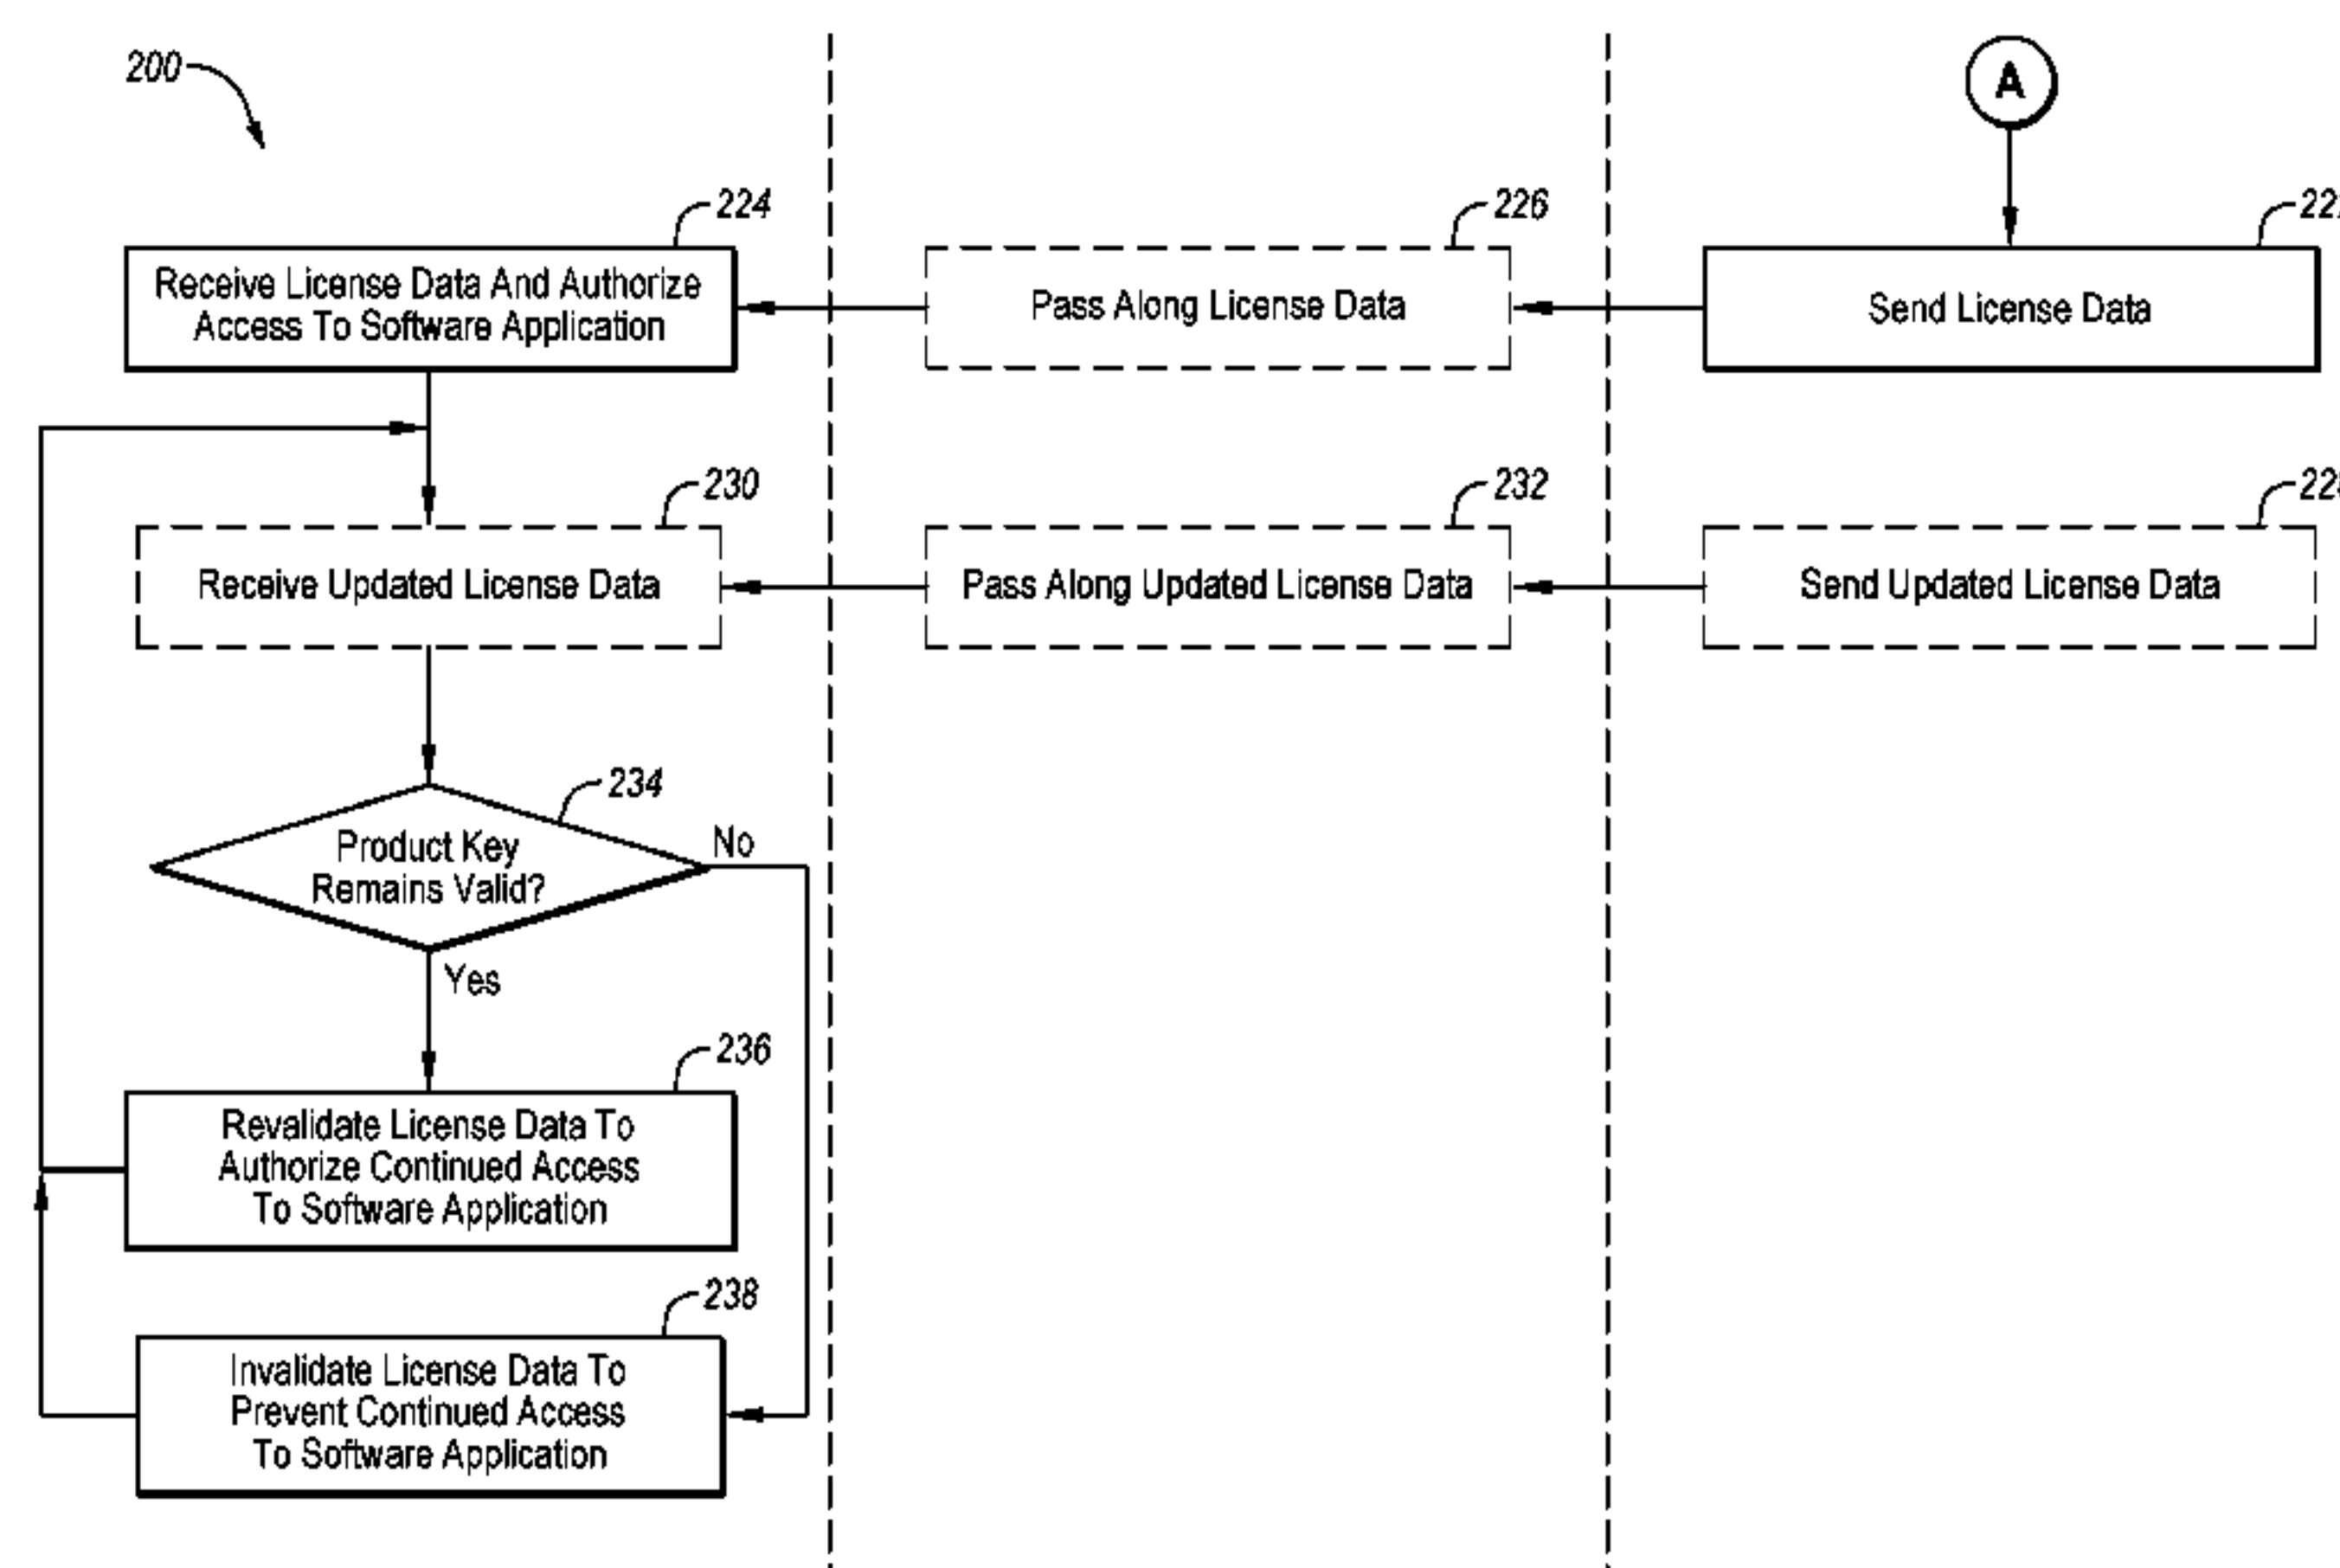 200
A
224
226
Receive License Data And Authorize
Access To Software Application
Pass Along License Data
Send License Data
230
232
Receive Updated License Data
Pass Along Updated License Data
Send Updated License Data
234
Product Key
Remains Valid?
No
Yes
236
Revalidate License Data To
Authorize Continued Access
To Software Application
238
Invalidate License Data To
Prevent Continued Access
To Software Application